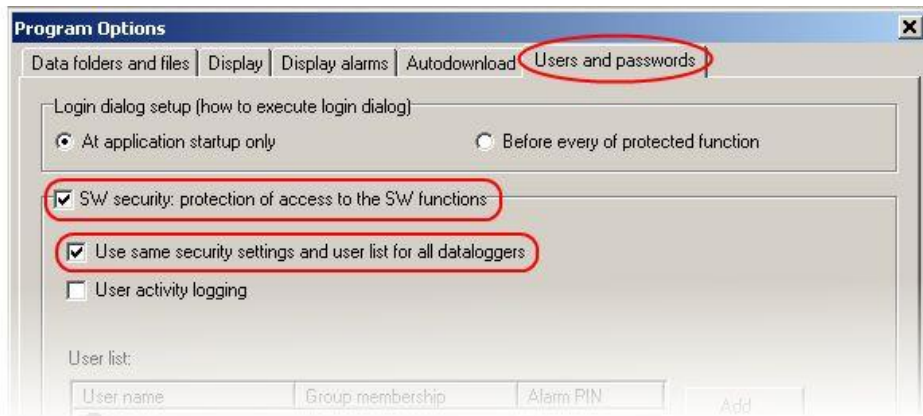 Program Options
Data folders and files Display Display alarms Autodownload Users and passwords
Login dialog setup (how to execute login dialog)
At application startup only Before every of protected function
SW security: protection of access to the SW functions
Use same security settings and user list for all dataloggers
User activity logging
User list:
User name Group membership Alarm PIN Add